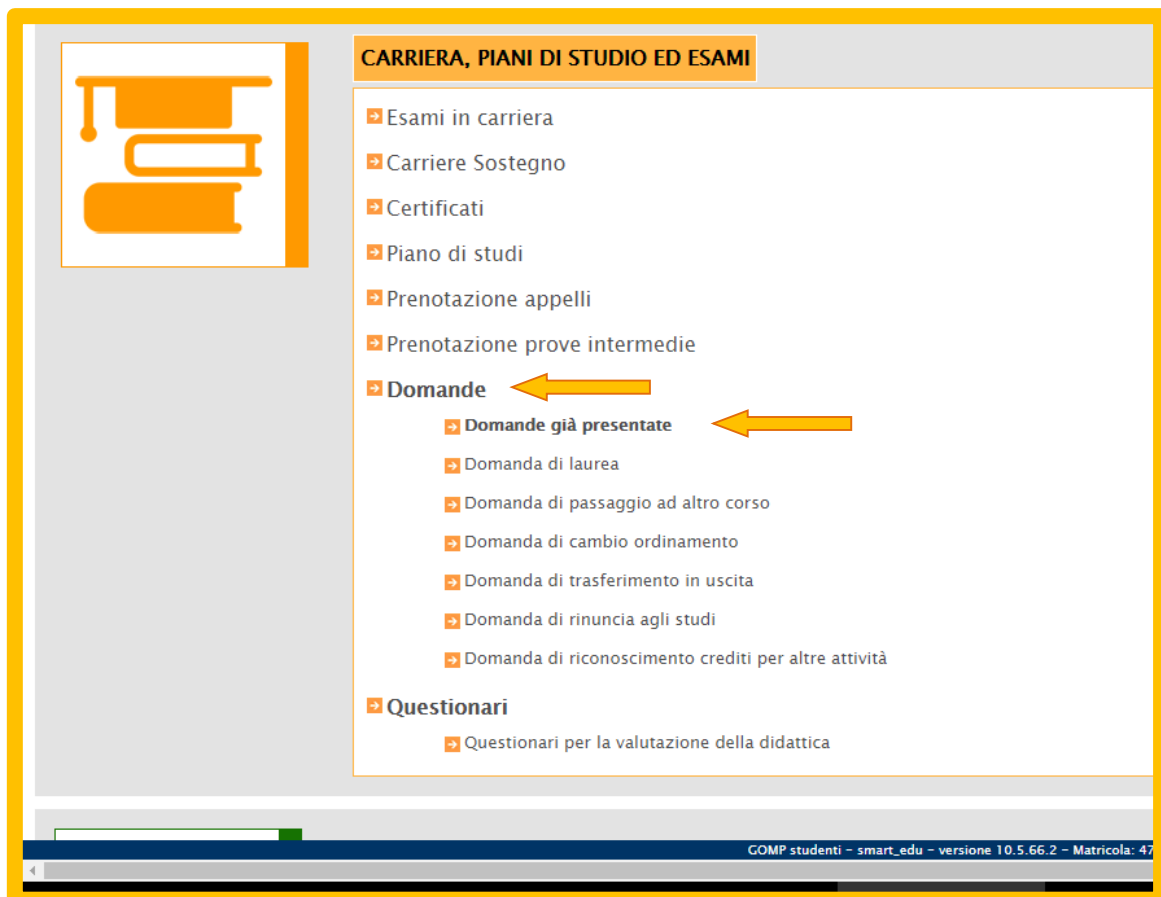 CARRIERA, PIANI DI STUDIO ED ESAMI
Esami in carriera
Carriere Sostegno
Certificati
Piano di studi
Prenotazione appelli
Prenotazione prove intermedie
Domande
Domande già presentate
Domanda di laurea
Domanda di passaggio ad altro corso
Domanda di cambio ordinamento
Domanda di trasferimento in uscita
Domanda di rinuncia agli studi
Domanda di riconoscimento crediti per altre attività
Questionari
Questionari per la valutazione della didattica
GOMP studenti - smart_edu - versione 10.5.66.2 - Matricola: 47